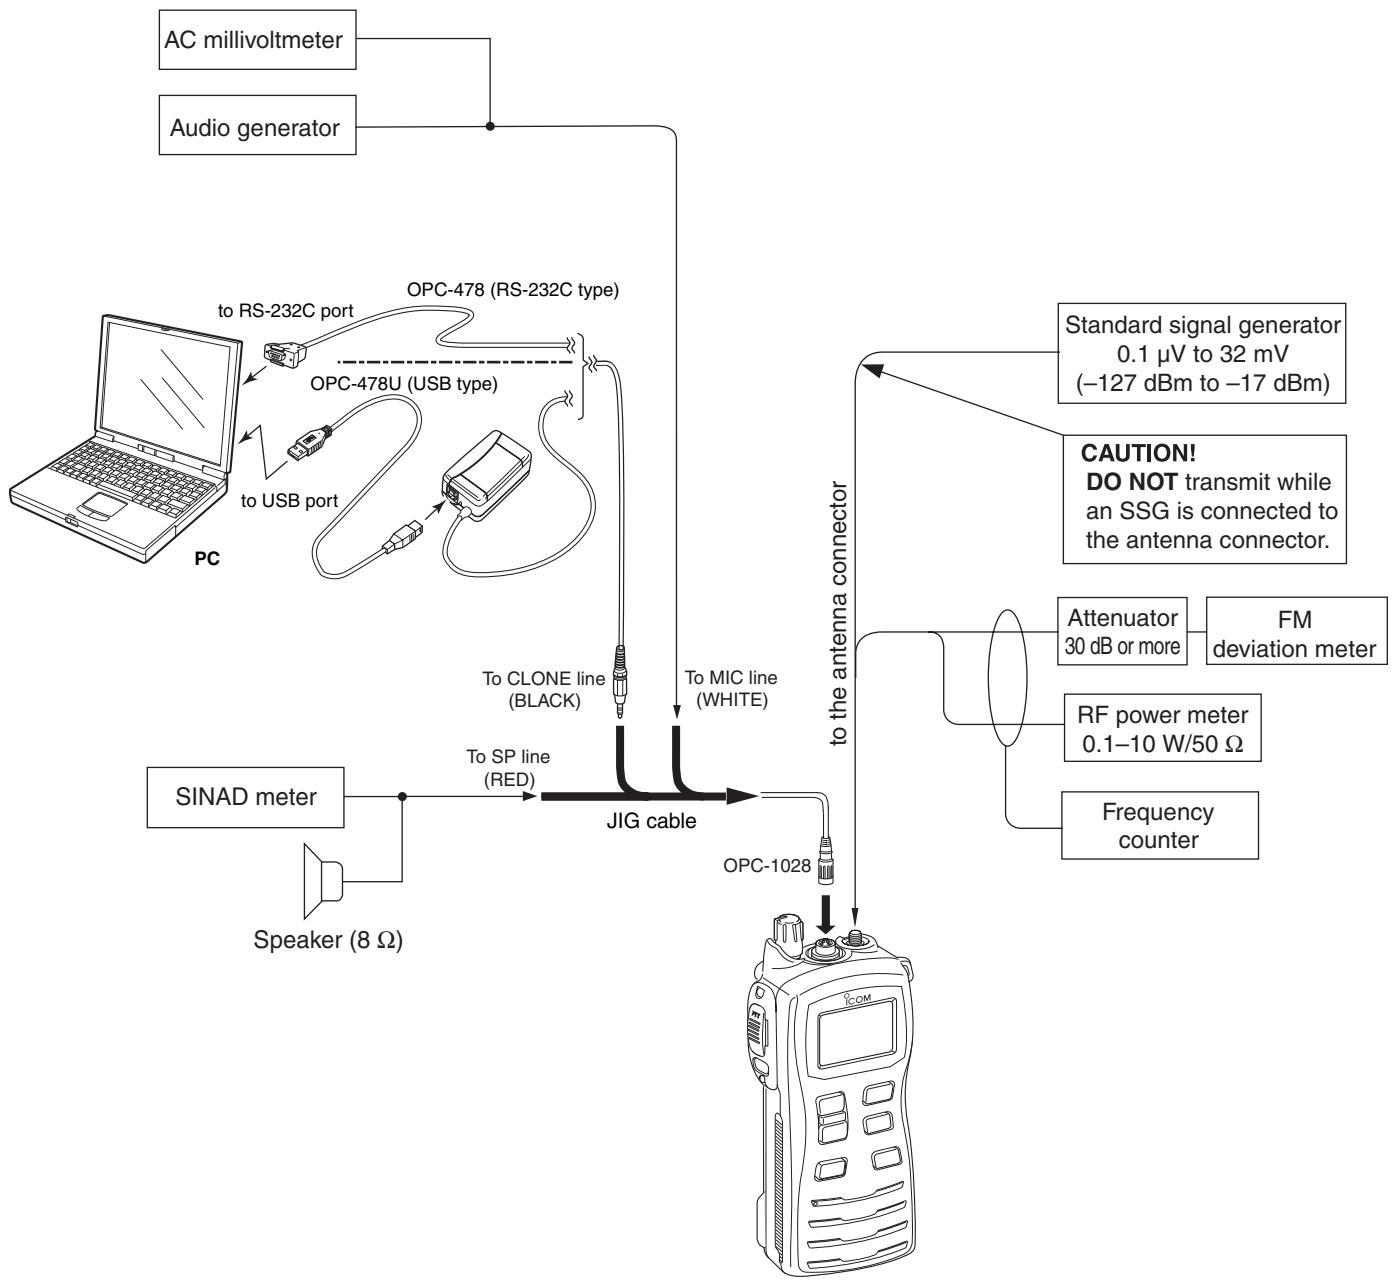 AC millivoltmeter
Audio generator
OPC-478 (RS-232C type)
to RS-232C port
OPC-478U (USB type)
to USB port
PC
Standard signal generator
0.1 µV to 32 mV
(–127 dBm to –17 dBm)
CAUTION!
DO NOT transmit while
an SSG is connected to
the antenna connector.
to the antenna connector
Attenuator
30 dB or more
FM
deviation meter
RF power meter
0.1–10 W/50 Ω
Frequency
counter
To CLONE line
(BLACK)
To MIC line
(WHITE)
To SP line
(RED)
SINAD meter
JIG cable
OPC-1028
Speaker (8 Ω)
iCOM
PTT